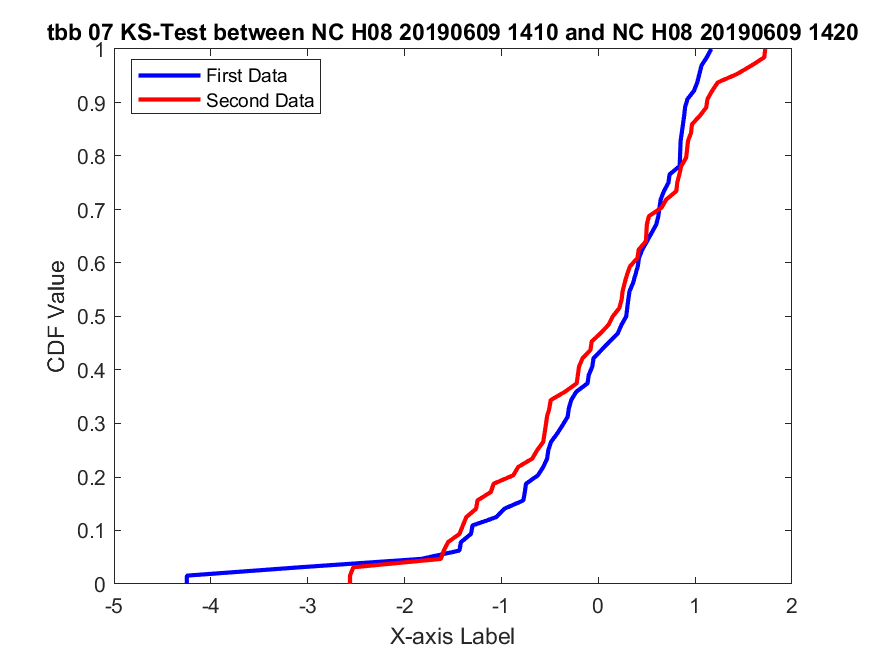 tbb 07 KS-Test between NC H08 20190609 1410 and NC H08 20190609 1420
First Data
Second Data
1
0.9
0.8
0.7
0.6
0.5
0.4
0.3
0.2
0.1
0
CDF Value
-5 -4 -3 -2 -1 0 1 2
X-axis Label